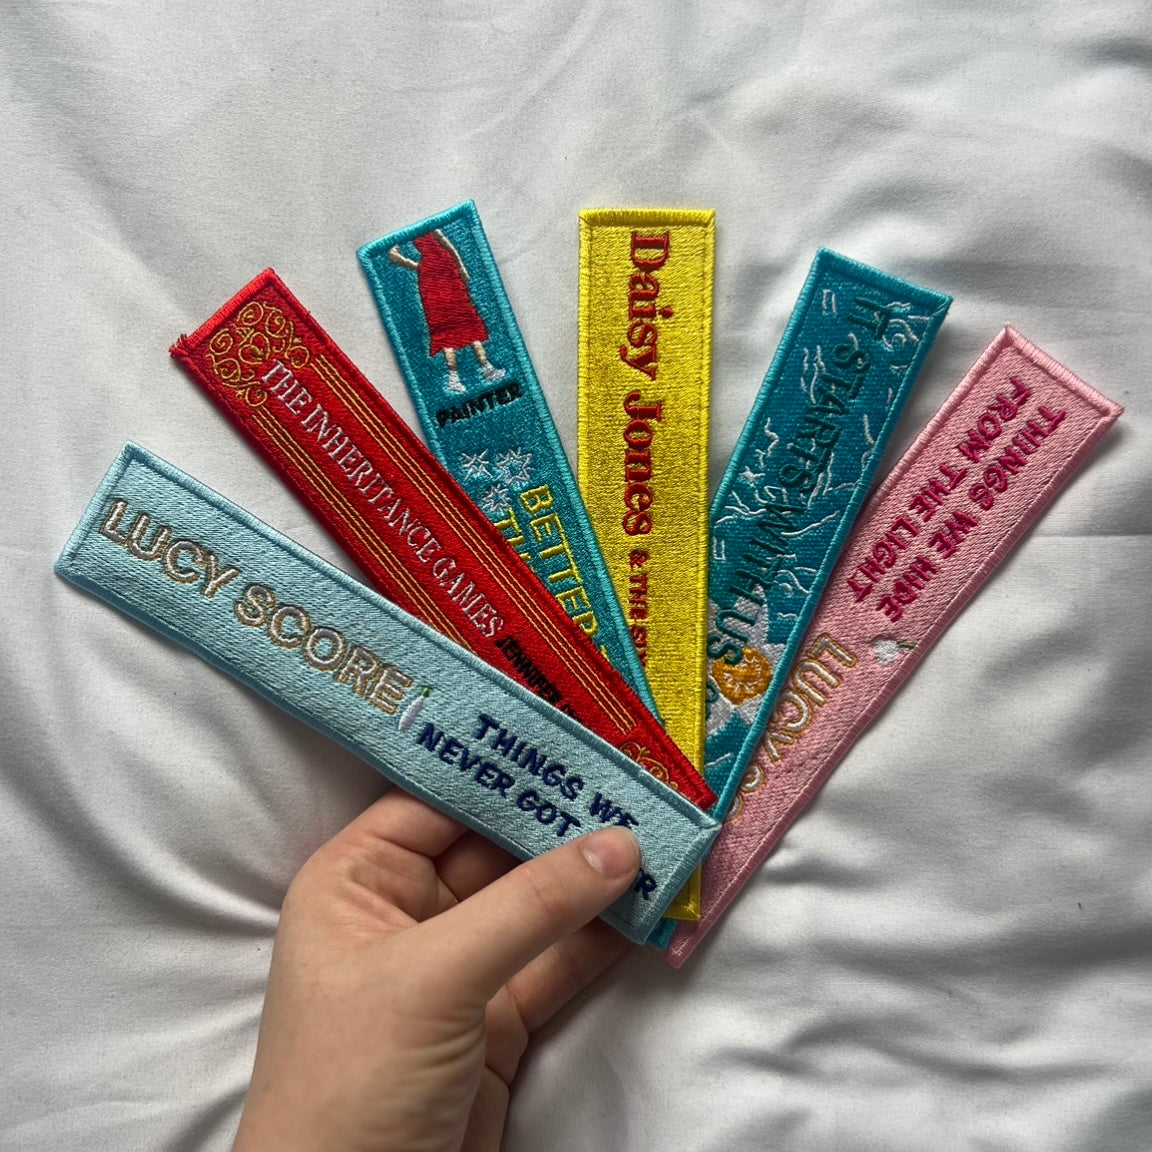 LUCY SCORE
THINGS WE
NEVER GOT
THE INHERITANCE GAMES
JENNIFER
PAINTER
BETTER
Daisy Jones & THE
IT STARTS WITH US
THINGS WE HIDE
FROM THE LIGHT
LUCY